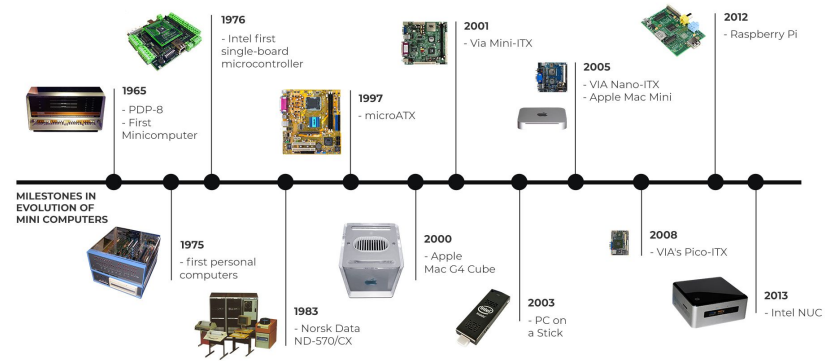 1976
- Intel first
single-board
microcontroller
2001
- Via Mini-ITX
2012
- Raspberry Pi
1965
- PDP-8
- First
Minicomputer
1997
- microATX
2005
- VIA Nano-ITX
- Apple Mac Mini
MILESTONES IN
EVOLUTION OF
MINI COMPUTERS
1975
- first personal
computers
2000
- Apple
Mac G4 Cube
2008
- VIA's Pico-ITX
1983
- Norsk Data
ND-570/CX
2003
- PC on
a Stick
2013
- Intel NUC
intel